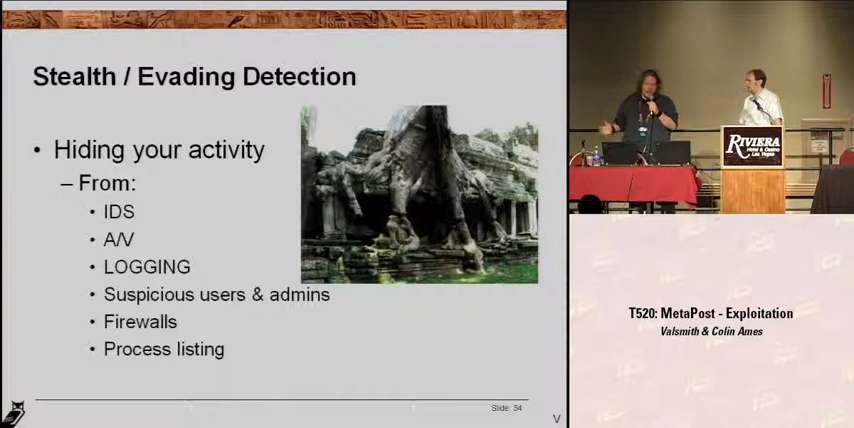 Stealth / Evading Detection
• Hiding your activity
– From:
• IDS
• A/V
• LOGGING
• Suspicious users & admins
• Firewalls
• Process listing
Slide: 34
V
RIVIERA
Hotel & Casino
Las Vegas
T520: MetaPost - Exploitation
Valsmith & Colin Ames